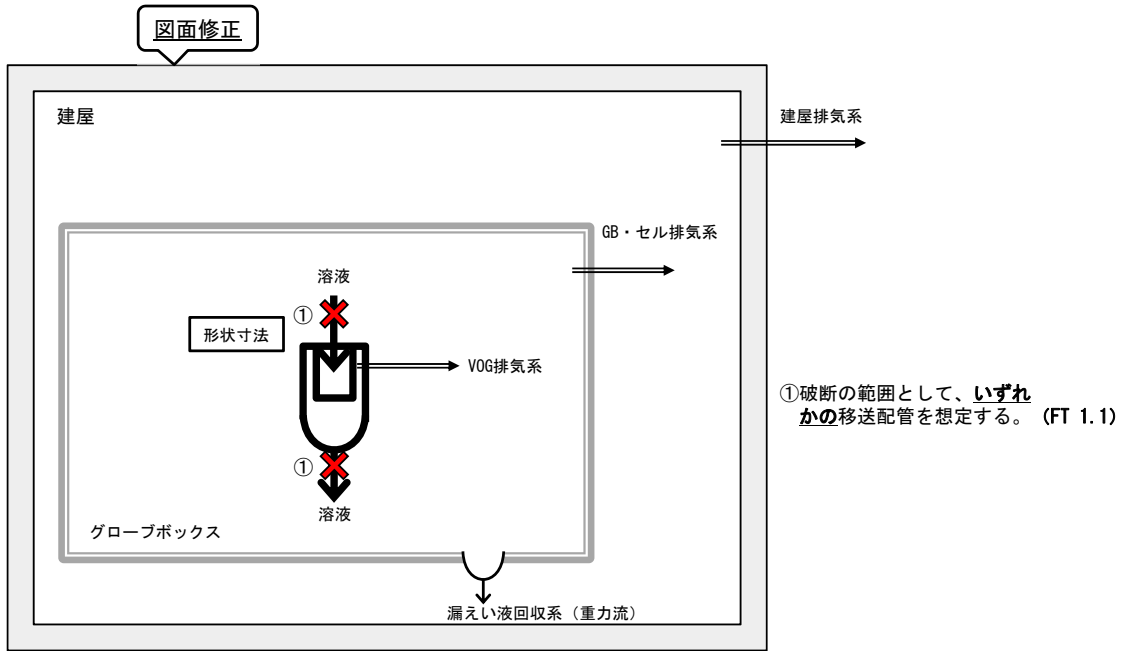 図面修正
建屋
建屋排気系
GB・セル排気系
溶液
①
形状寸法
VOG排気系
①破断の範囲として、いずれ
かの移送配管を想定する。(FT 1.1)
①
溶液
グローブボックス
漏えい液回収系（重力流）